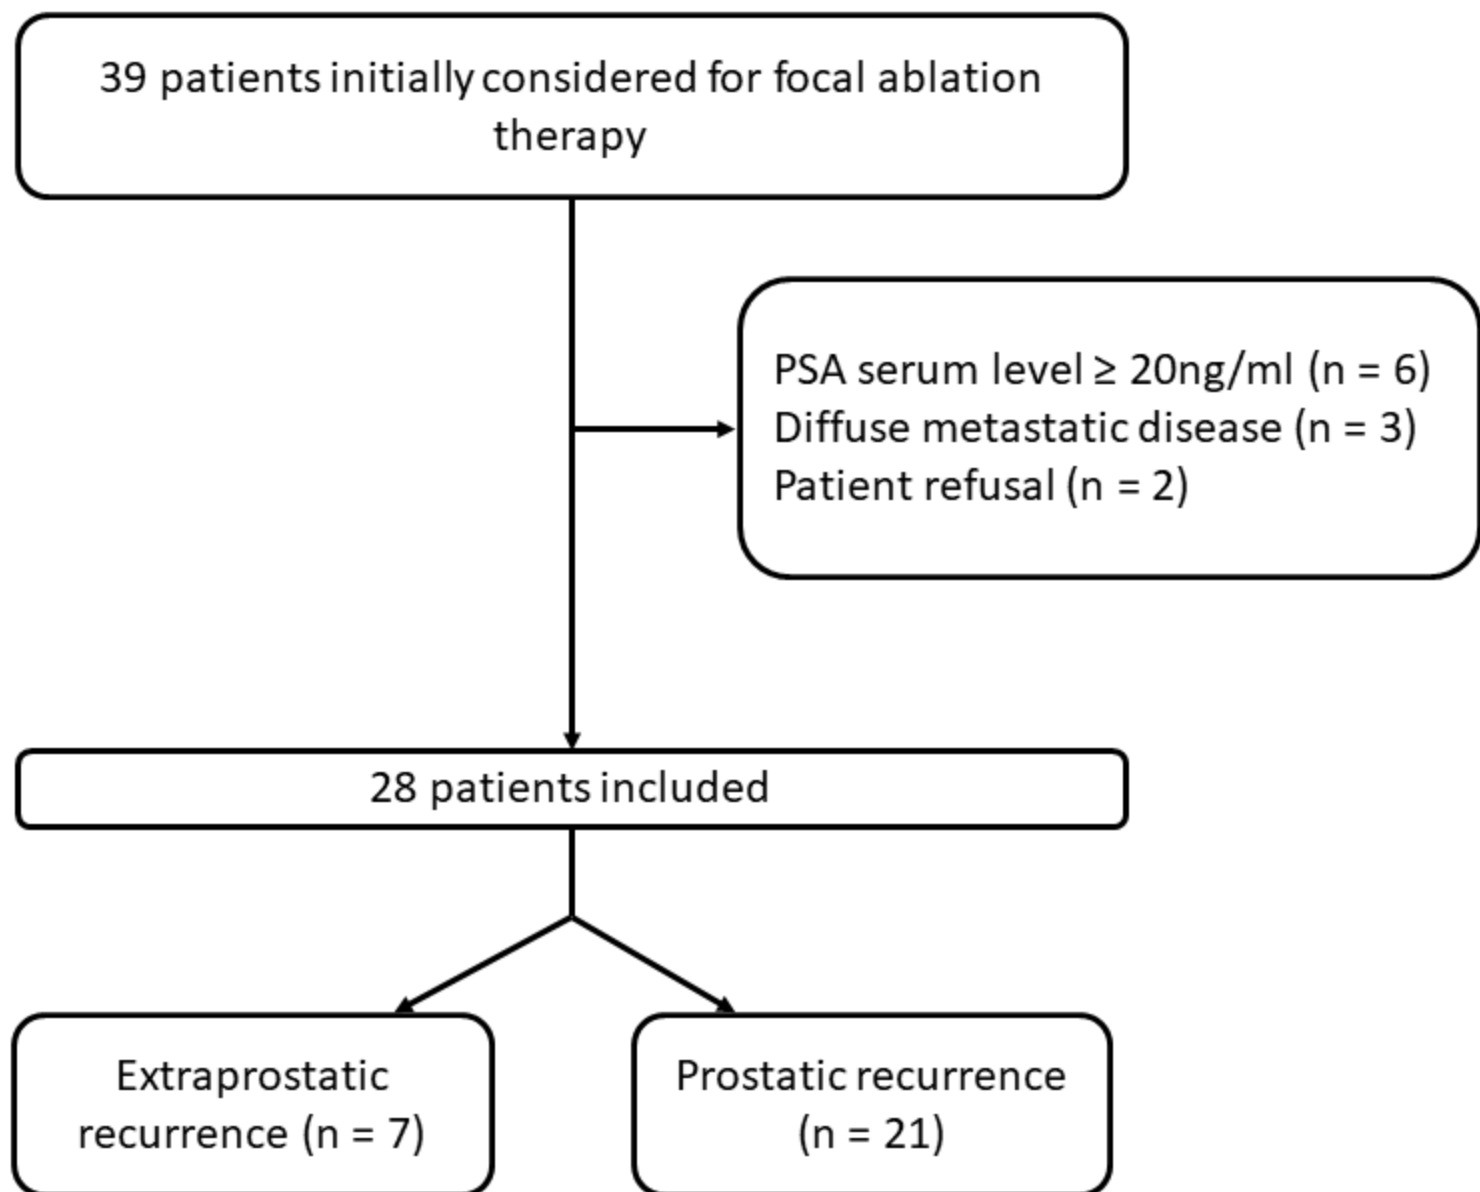 39 patients initially considered for focal ablation
therapy
PSA serum level ≥ 20ng/ml (n = 6)
Diffuse metastatic disease (n = 3)
Patient refusal (n = 2)
28 patients included
Extraprostatic
recurrence (n = 7)
Prostatic recurrence
(n = 21)